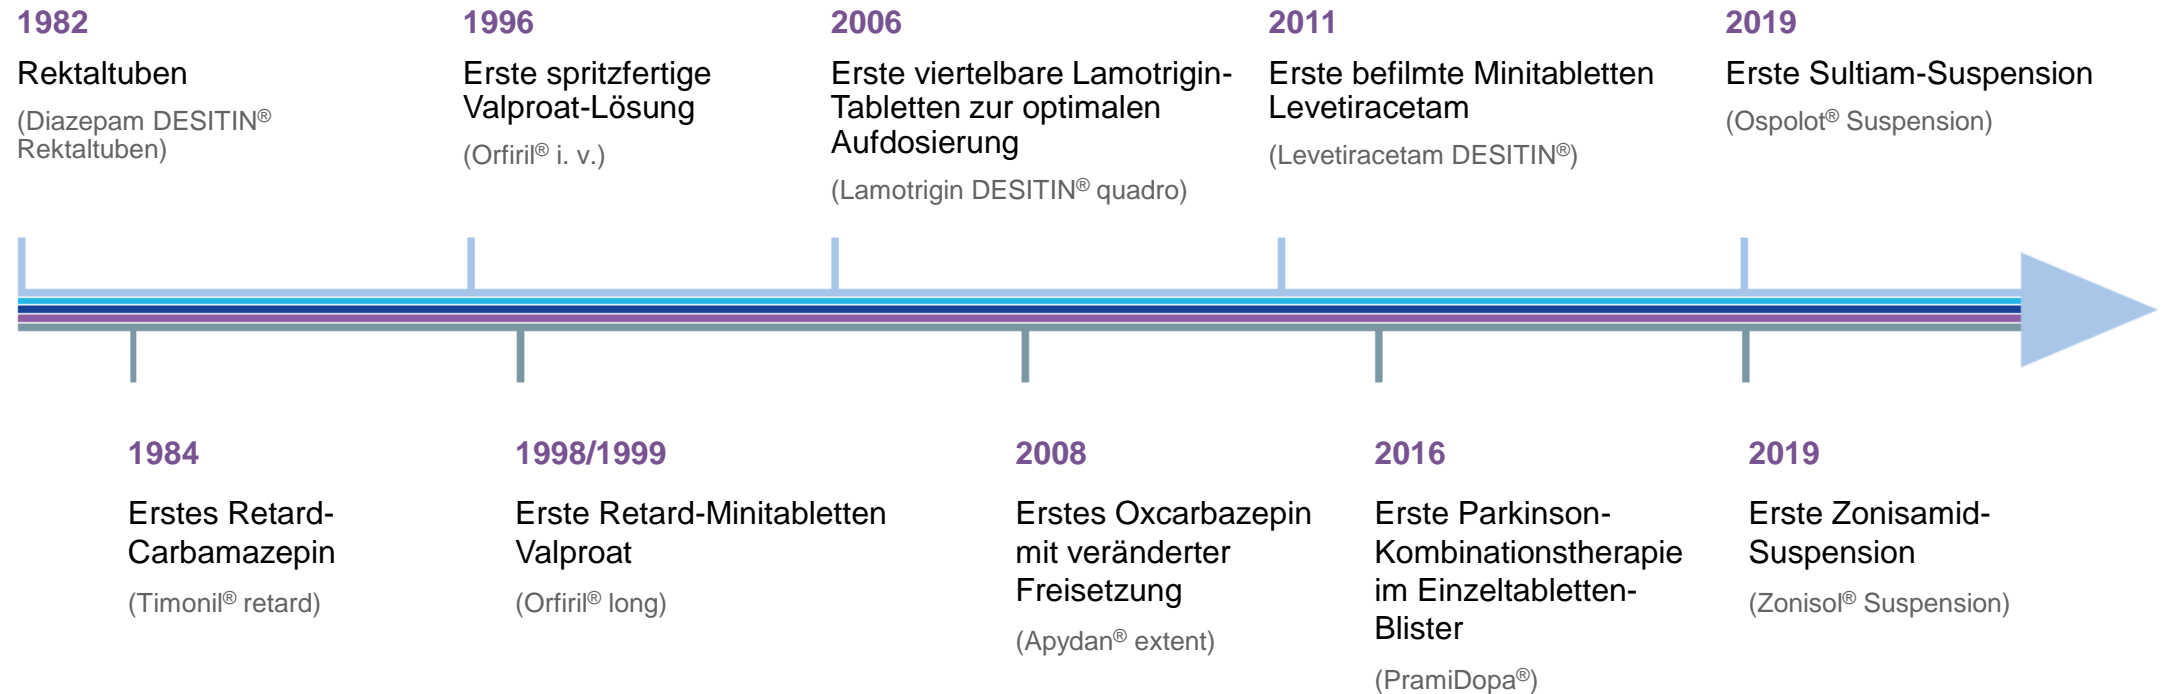 1982
Rektaltuben
(Diazepam DESITIN®
Rektaltuben)
1996
Erste spritzfertige
Valproat-Lösung
(Orfiril® i. v.)
2006
Erste viertelbare Lamotrigin-
Tabletten zur optimalen
Aufdosierung
(Lamotrigin DESITIN® quadro)
2011
Erste befilmte Minitabletten
Levetiracetam
(Levetiracetam DESITIN®)
2019
Erste Sultiam-Suspension
(Ospolot® Suspension)
1984
Erstes Retard-
Carbamazepin
(Timonil® retard)
1998/1999
Erste Retard-Minitabletten
Valproat
(Orfiril® long)
2008
Erstes Oxcarbazepin
mit veränderter
Freisetzung
(Apydan® extent)
2016
Erste Parkinson-
Kombinationstherapie
im Einzeltabletten-
Blister
(PramiDopa®)
2019
Erste Zonisamid-
Suspension
(Zonisol® Suspension)